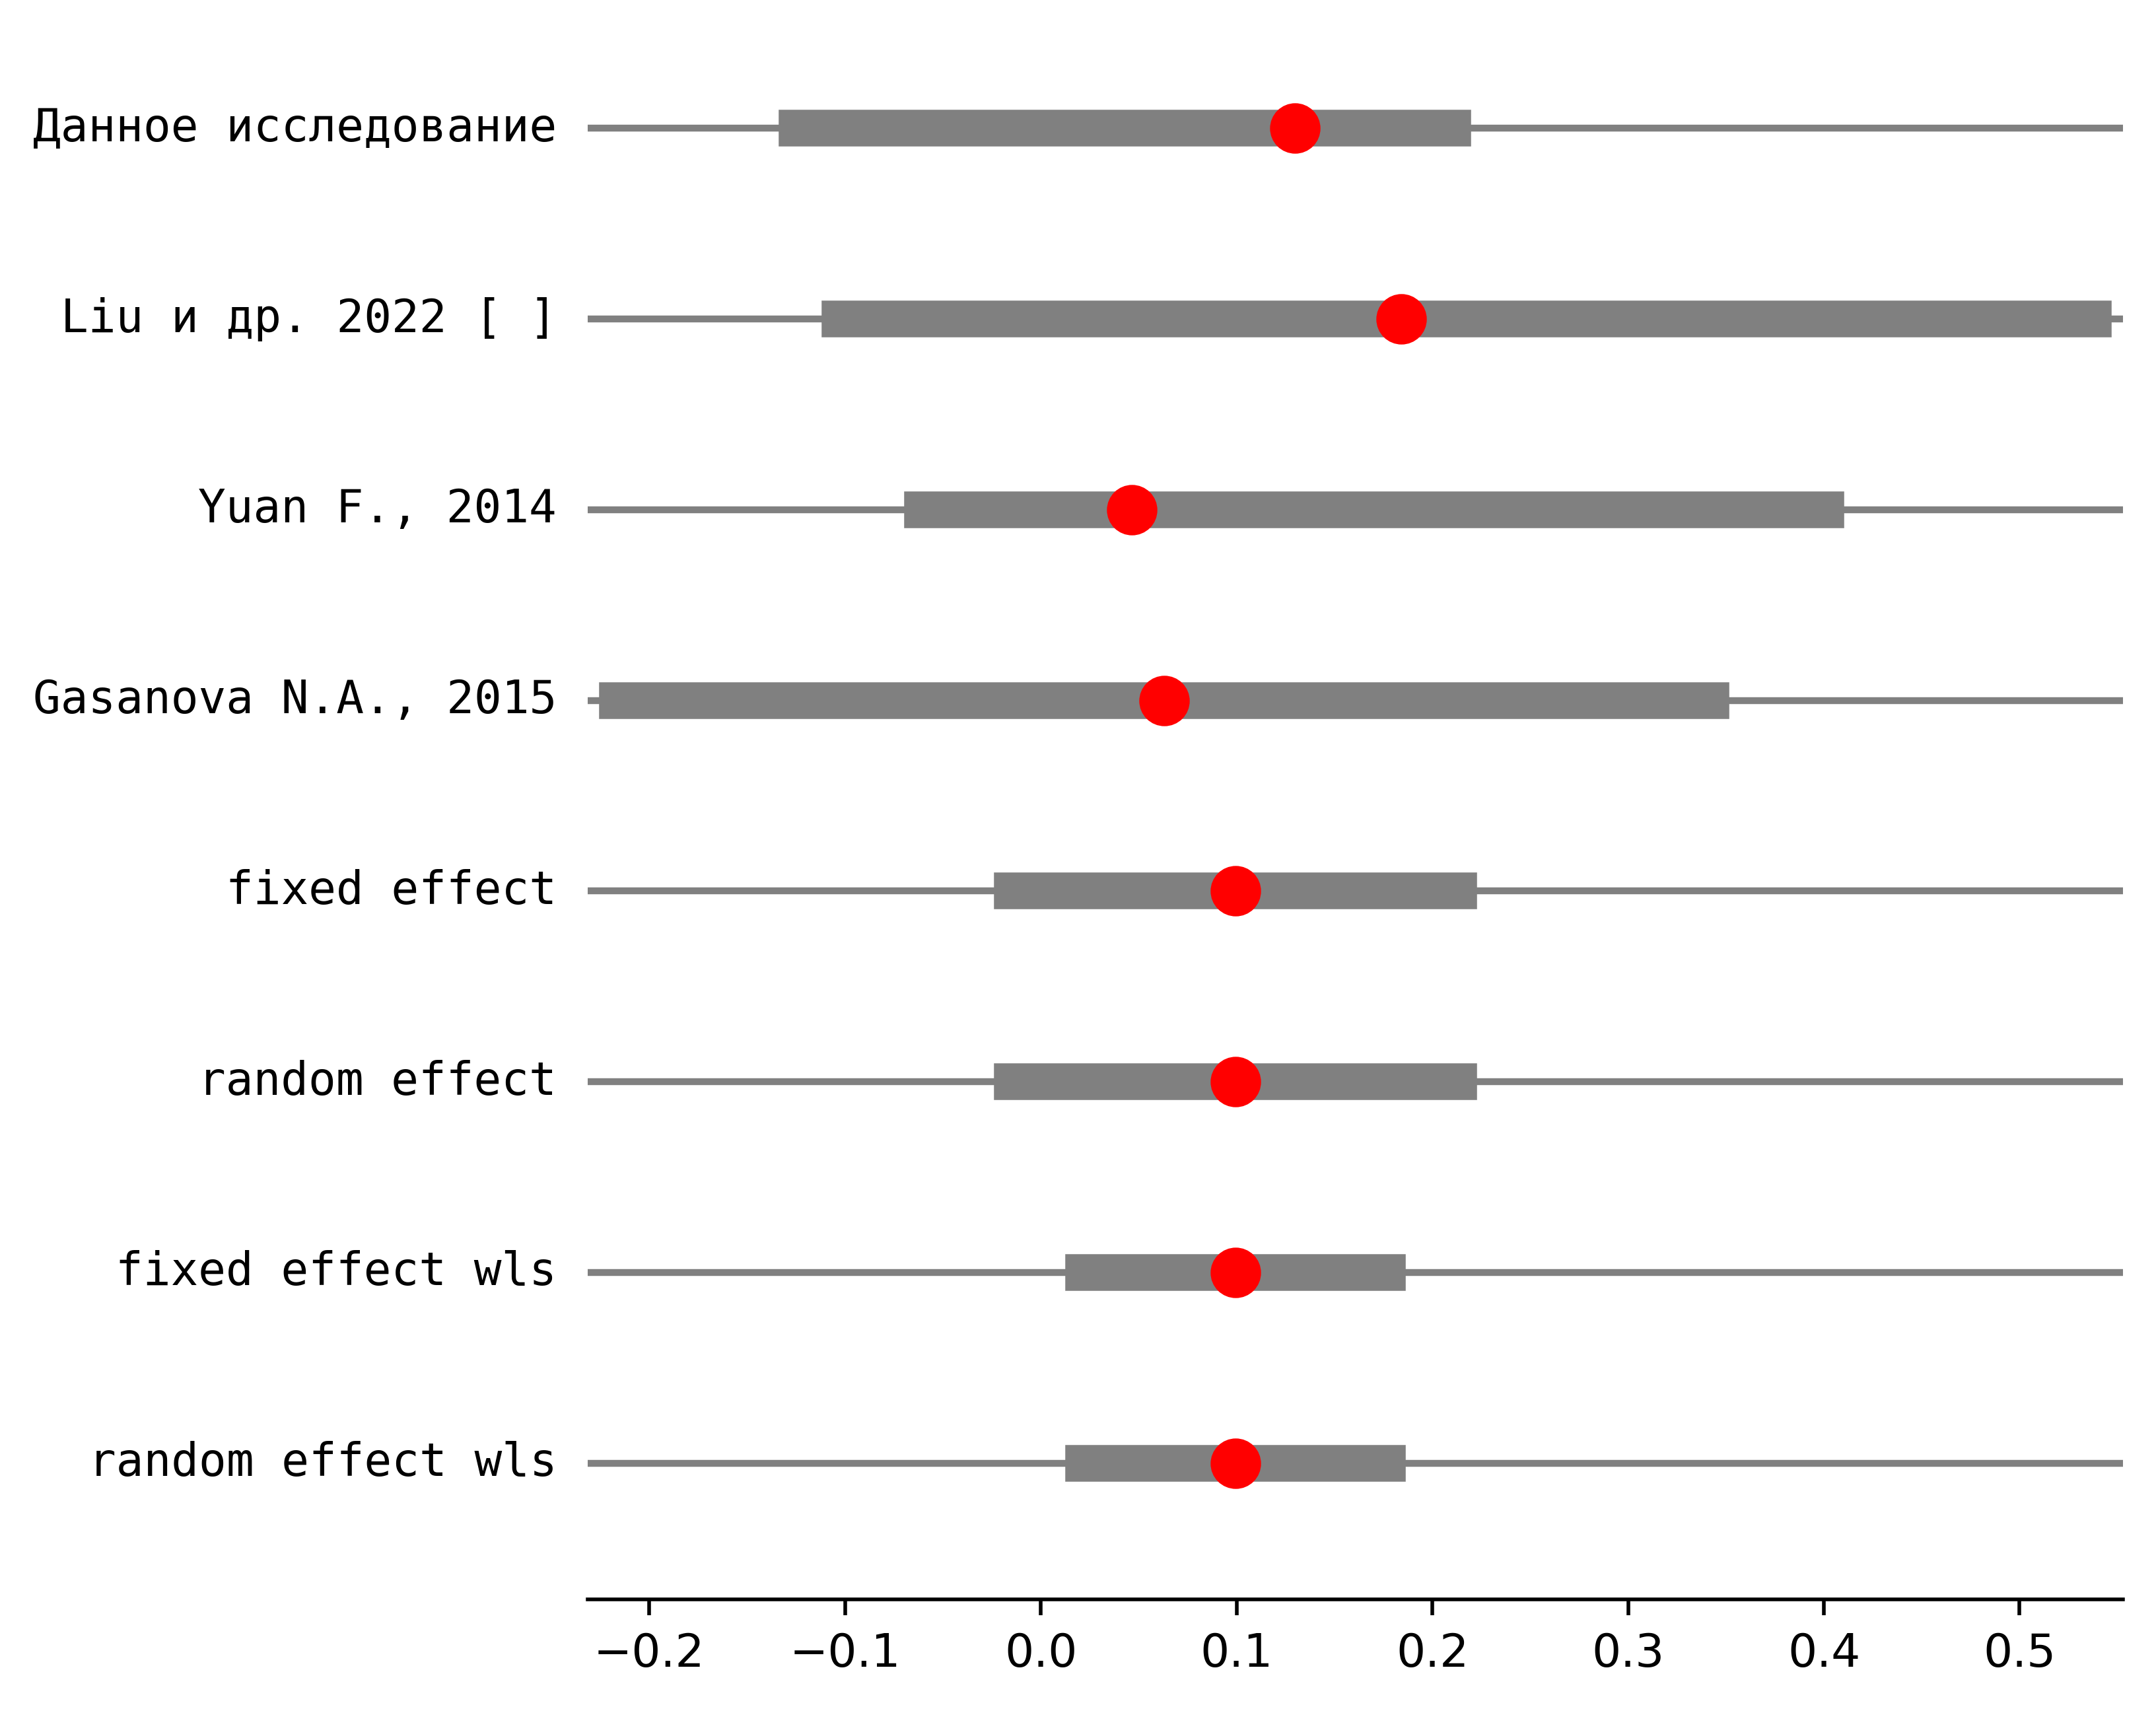 Данное исследование
Liu и др. 2022 [ ]
Yuan F., 2014
Gasanova N.A., 2015
fixed effect
random effect
fixed effect wls
random effect wls
−0.2 −0.1 0.0 0.1 0.2 0.3 0.4 0.5